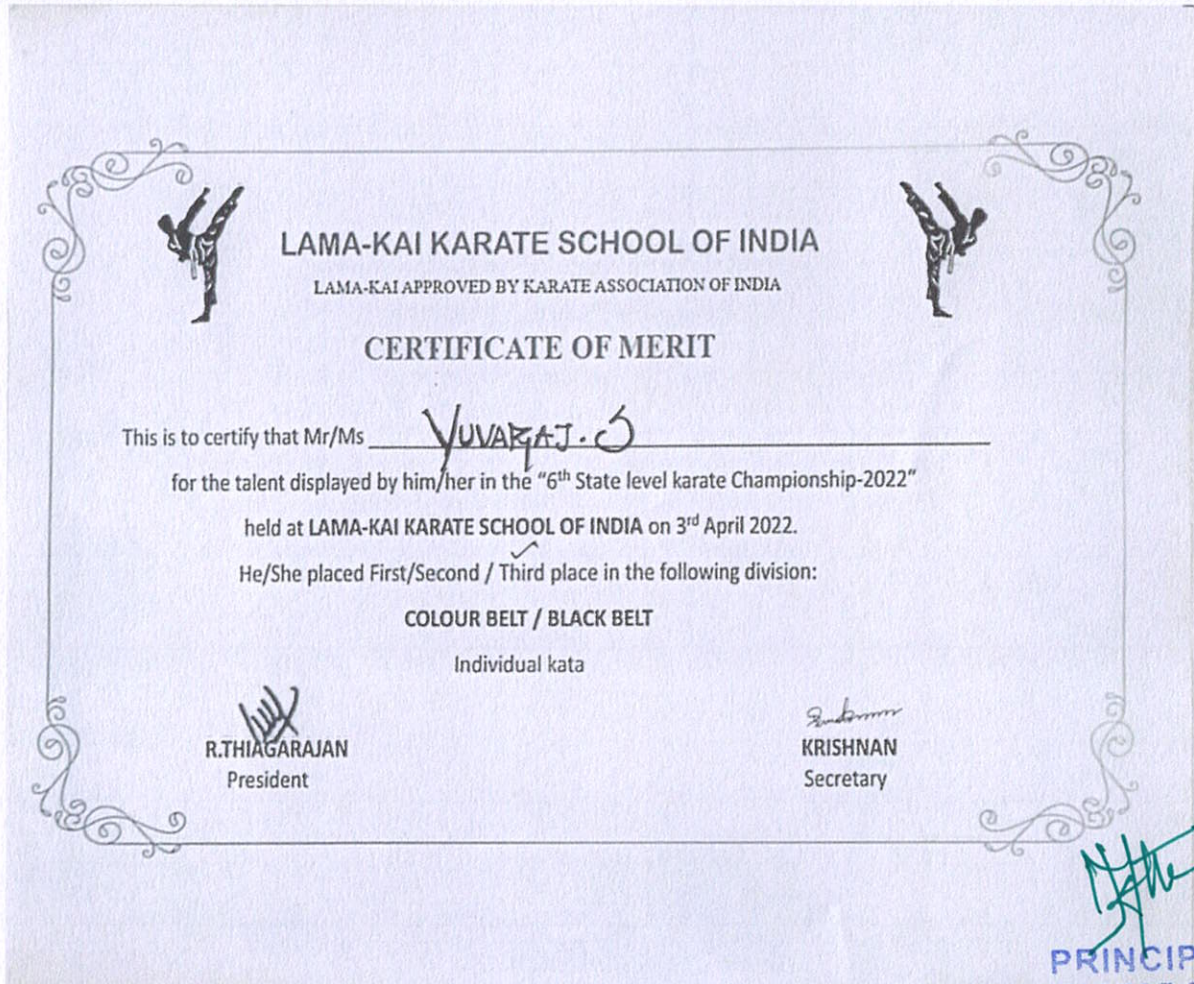 LAMA-KAI KARATE SCHOOL OF INDIA
LAMA-KAI APPROVED BY KARATE ASSOCIATION OF INDIA
CERTIFICATE OF MERIT
This is to certify that Mr/Ms YUVARAJ. S
for the talent displayed by him/her in the “6th State level karate Championship-2022”
held at LAMA-KAI KARATE SCHOOL OF INDIA on 3rd April 2022.
He/She placed First/Second / Third place in the following division:
COLOUR BELT / BLACK BELT
Individual kata
R.THIAGARAJAN
President
KRISHNAN
Secretary
PRINCIP